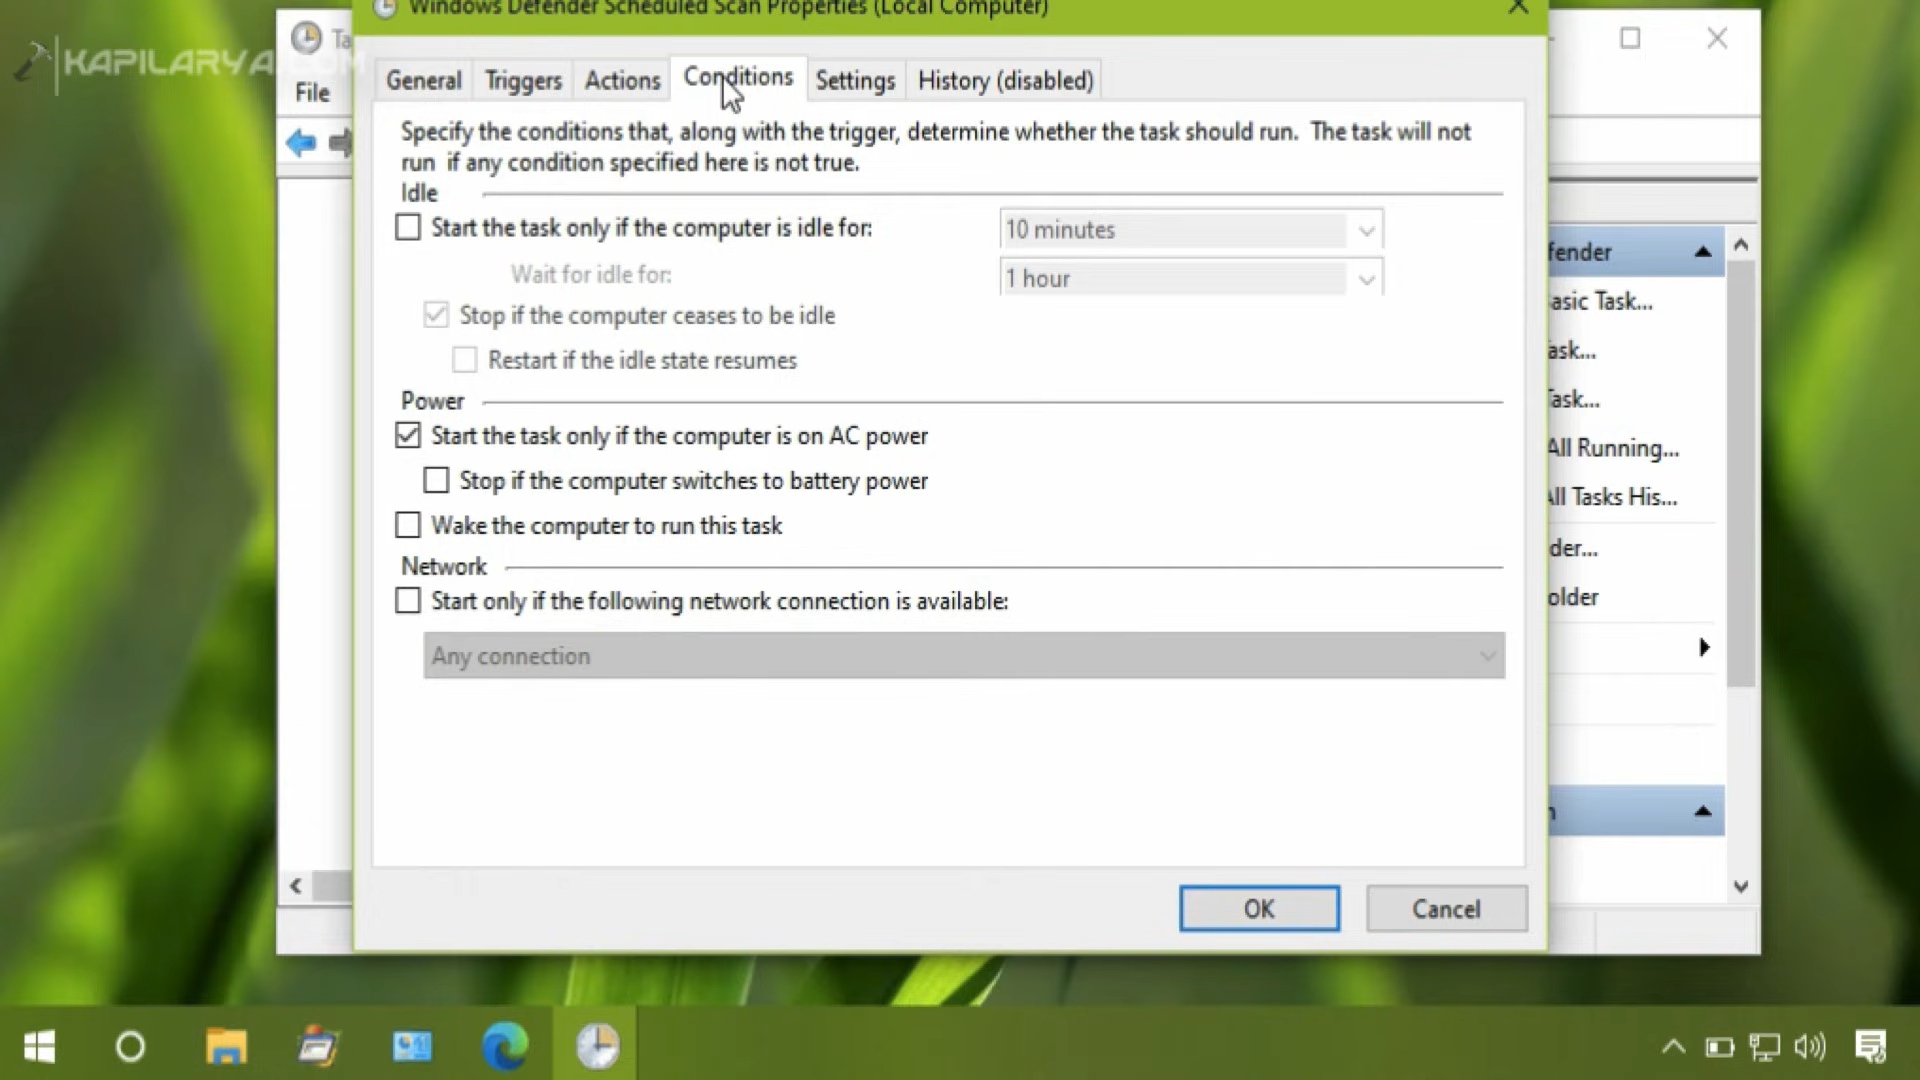 Windows Defender Scheduled Scan Properties (Local Computer)
KAPILARYA.COM
Ta
File
General
Triggers
Actions
Conditions
Settings
History (disabled)
Specify the conditions that, along with the trigger, determine whether the task should run. The task will not
run if any condition specified here is not true.
Idle
Start the task only if the computer is idle for:
10 minutes
Wait for idle for:
1 hour
Stop if the computer ceases to be idle
Restart if the idle state resumes
Power
Start the task only if the computer is on AC power
Stop if the computer switches to battery power
Wake the computer to run this task
Network
Start only if the following network connection is available:
Any connection
OK
Cancel
fender
asic Task...
ask...
Task...
All Running...
All Tasks His...
der...
older